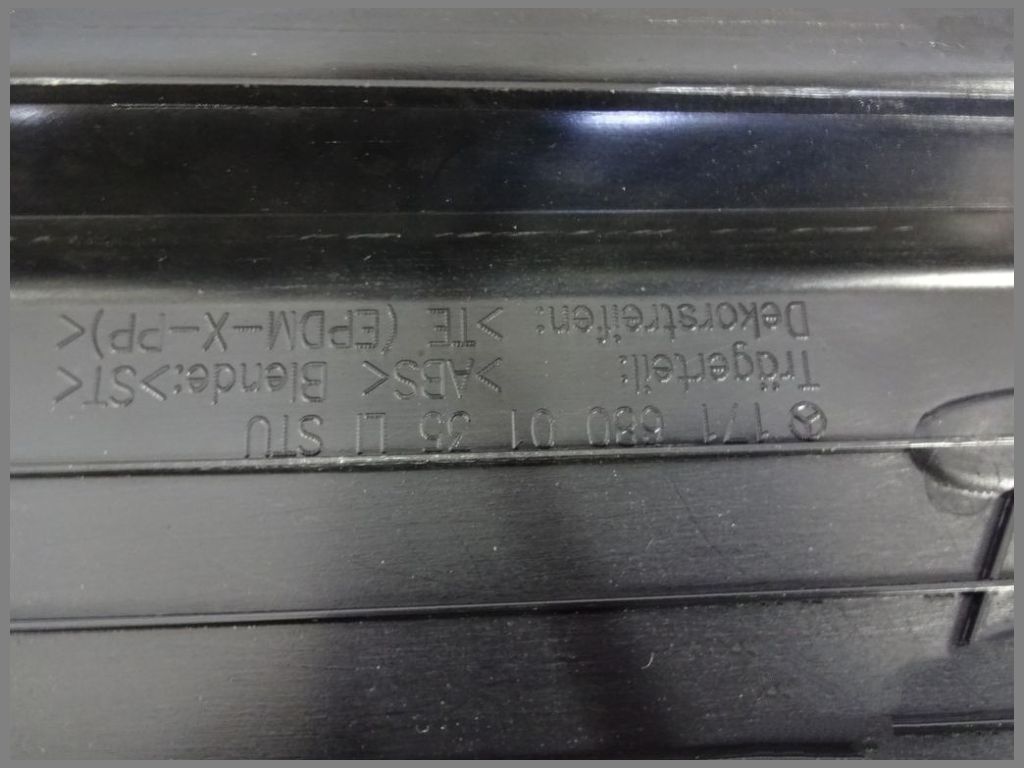 171 680 01 35 LI STU
Trägerteil: >ABS< Blende:>ST<
Dekorstreifen: >TE (EPDM-X-PP)<